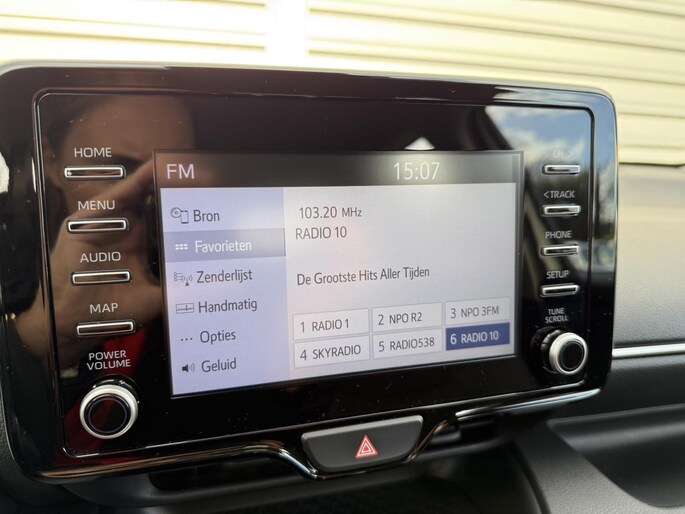 HOME
MENU
AUDIO
MAP
POWER
VOLUME
FM
15:07
Bron
Favorieten
Zenderlijst
Handmatig
Opties
Geluid
103.20 MHz
RADIO 10
De Grootste Hits Aller Tijden
1 RADIO 1
2 NPO R2
3 NPO 3FM
4 SKYRADIO
5 RADIO538
6 RADIO 10
<TRACK
PHONE
SETUP
TUNE
SCROLL